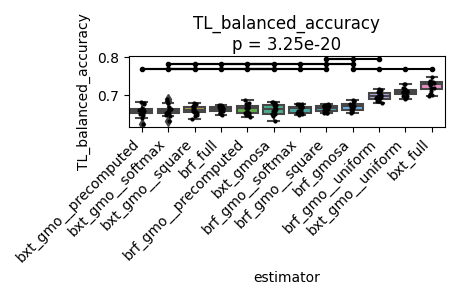 TL_balanced_accuracy
p = 3.25e-20
TL_balanced_accuracy
0.8
0.7
bxt_gmo__precomputed
bxt_gmo__softmax
bxt_gmo__square
brf_full
brf_gmo__precomputed
bxt_gmosa
brf_gmo__softmax
brf_gmo__square
brf_gmosa
brf_gmo__uniform
bxt_gmo__uniform
bxt_full
estimator